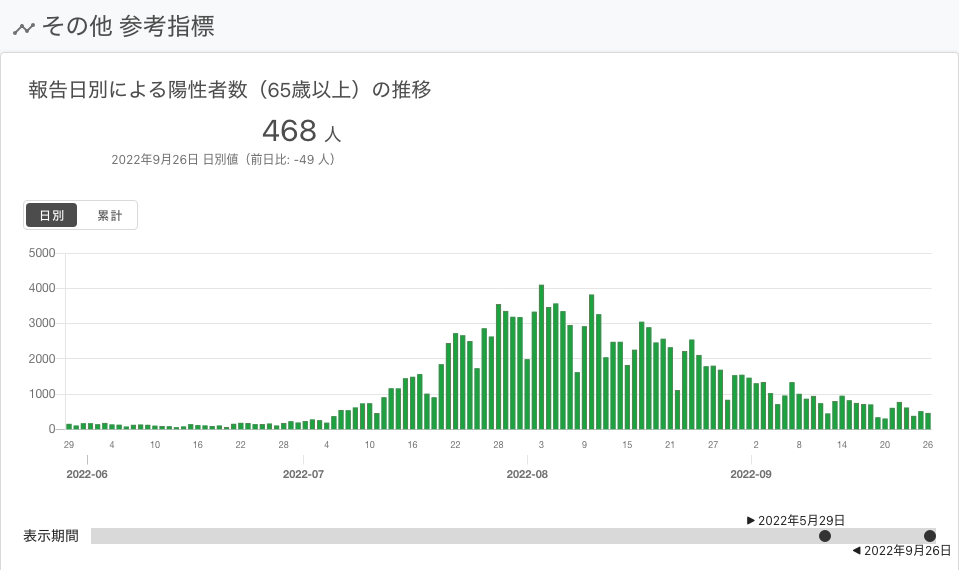 その他 参考指標
報告日別による陽性者数（65歳以上）の推移
468 人
2022年9月26日 日別値（前日比: -49 人）
日別 累計
5000
4000
3000
2000
1000
0
29 4 10 16 22 28 4 10 16 22 28 3 9 15 21 27 2 8 14 20 26
2022-06 2022-07 2022-08 2022-09
▶ 2022年5月29日
表示期間
◀ 2022年9月26日